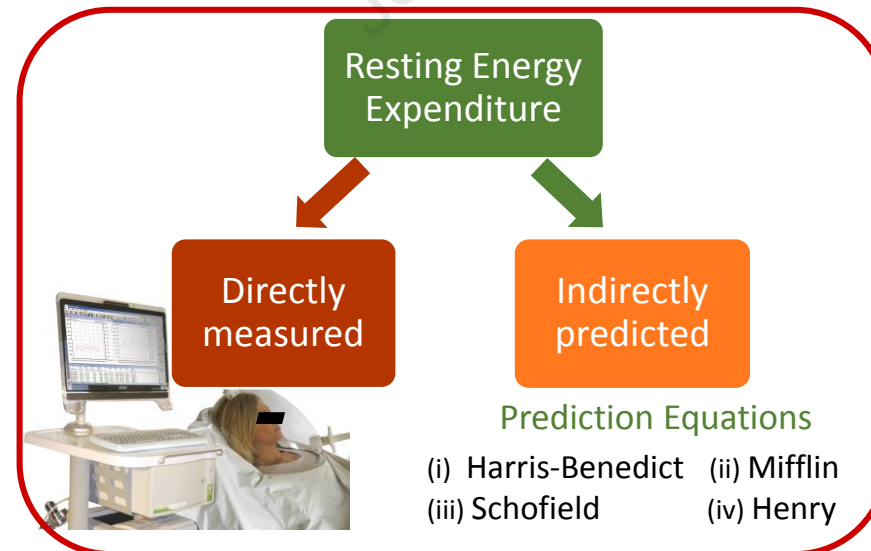 Resting Energy
Expenditure
Directly
measured
Indirectly
predicted
Prediction Equations
(i) Harris-Benedict (ii) Mifflin
(iii) Schofield (iv) Henry